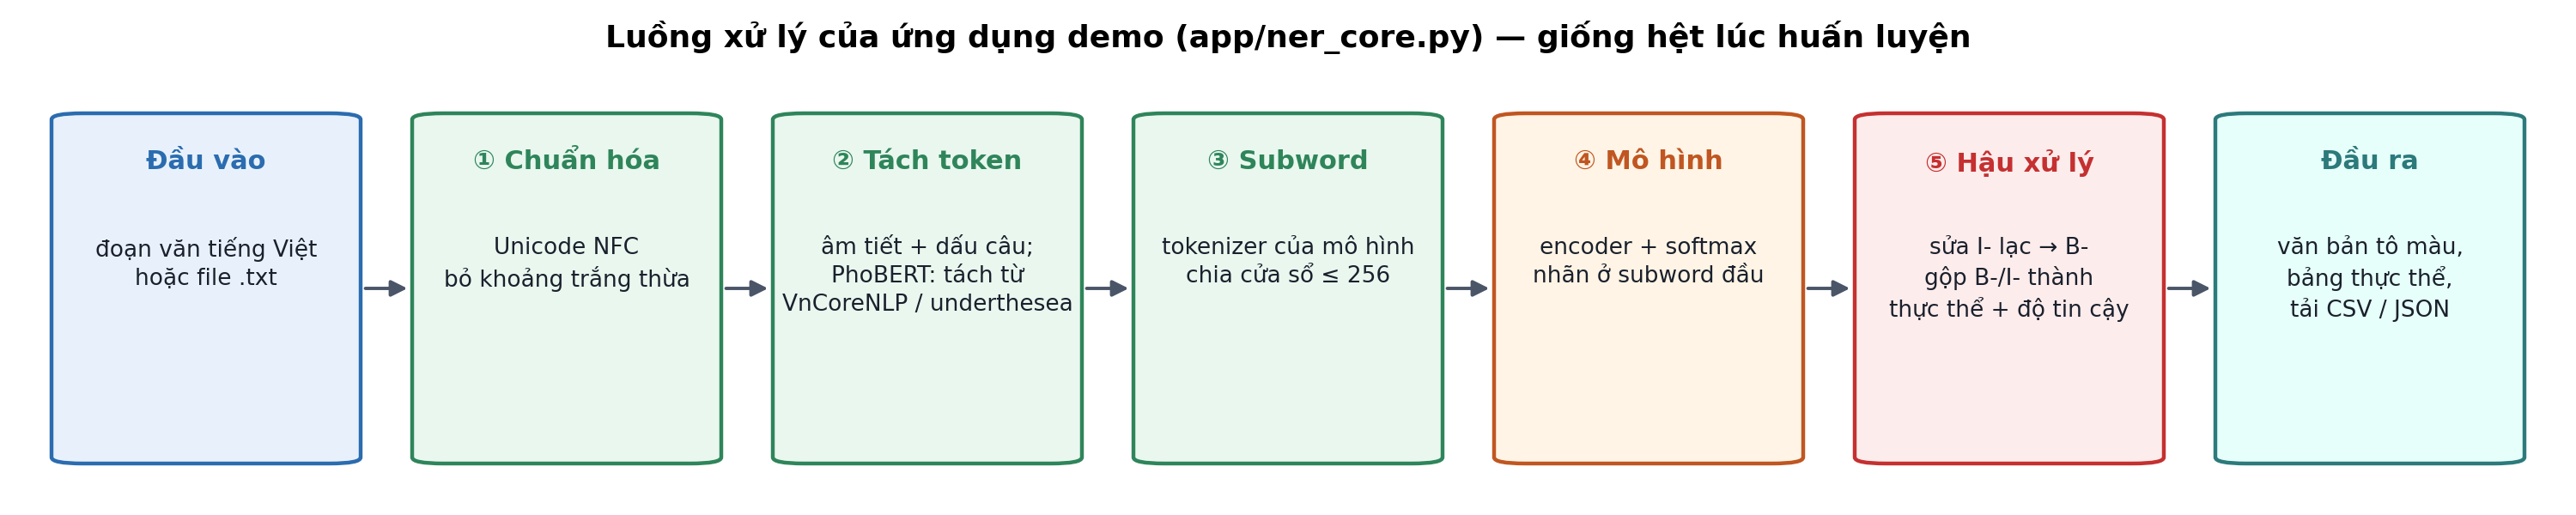 Luồng xử lý của ứng dụng demo (app/ner_core.py) — giống hệt lúc huấn luyện
Đầu vào
đoạn văn tiếng Việt
hoặc file .txt
① Chuẩn hóa
Unicode NFC
bỏ khoảng trắng thừa
② Tách token
âm tiết + dấu câu;
PhoBERT: tách từ
VnCoreNLP / underthesea
③ Subword
tokenizer của mô hình
chia cửa sổ ≤ 256
④ Mô hình
encoder + softmax
nhãn ở subword đầu
⑤ Hậu xử lý
sửa I- lạc → B-
gộp B-/I- thành
thực thể + độ tin cậy
Đầu ra
văn bản tô màu,
bảng thực thể,
tải CSV / JSON